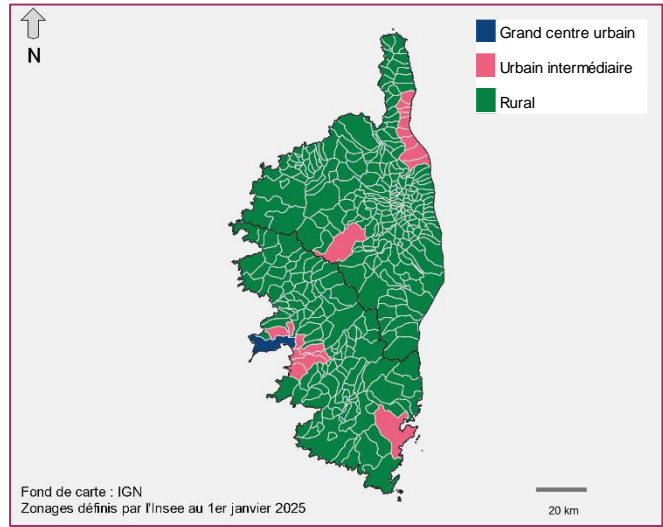 N
Grand centre urbain
Urbain intermédiaire
Rural
Fond de carte : IGN
Zonages définis par l'Insee au 1er janvier 2025
20 km